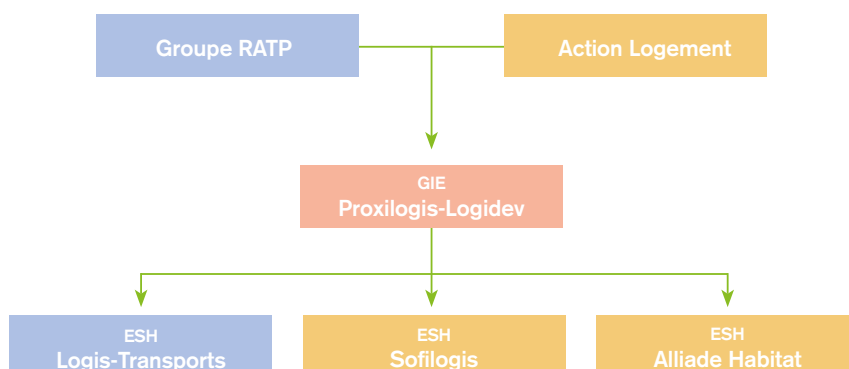 Groupe RATP
Action Logement
GIE
Proxilogis-Logidev
ESH
Logis-Transports
ESH
Sofilogis
ESH
Alliade Habitat